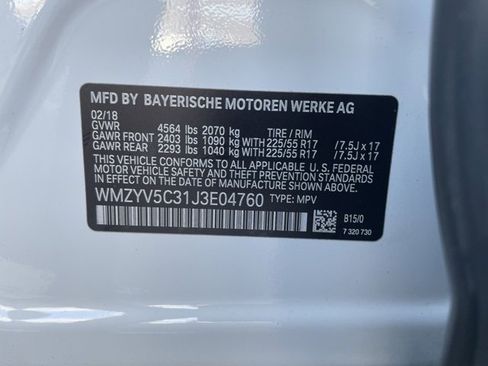 MFD BY BAYERISCHE MOTOREN WERKE AG
02/18
GVWR 4564 lbs 2070 kg TIRE / RIM
GAWR FRONT 2403 lbs 1090 kg WITH 225/55 R17 / 7.5J x 17
GAWR REAR 2293 lbs 1040 kg WITH 225/55 R17 / 7.5J x 17
THIS VEHICLE CONFORMS TO ALL APPLICABLE U.S. FEDERAL
MOTOR VEHICLE SAFETY AND THEFT PREVENTION STANDARDS
IN EFFECT ON THE DATE OF MANUFACTURE SHOWN ABOVE.
WMZYV5C31J3E04760 TYPE: MPV
B15/0
7 320 730